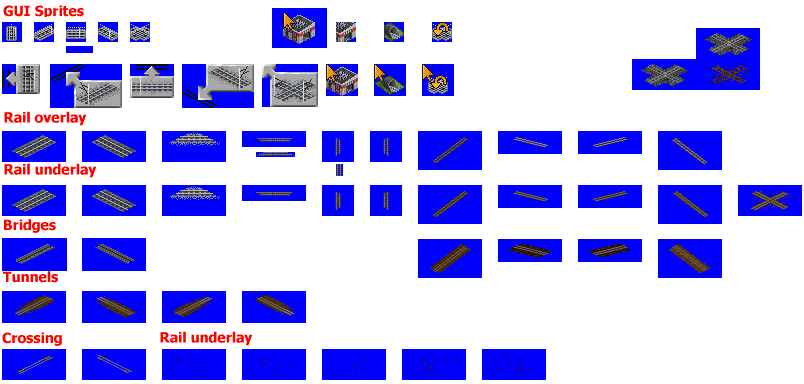 GUI Sprites
Rail overlay
Rail underlay
Bridges
Tunnels
Crossing
Rail underlay